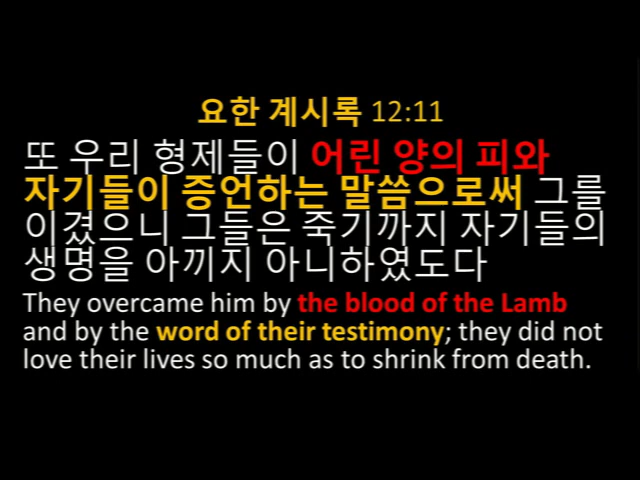 요한 계시록 12:11
또 우리 형제들이 어린 양의 피와
자기들이 증언하는 말씀으로써 그를
이겼으니 그들은 죽기까지 자기들의
생명을 아끼지 아니하였도다
They overcame him by the blood of the Lamb
and by the word of their testimony; they did not
love their lives so much as to shrink from death.